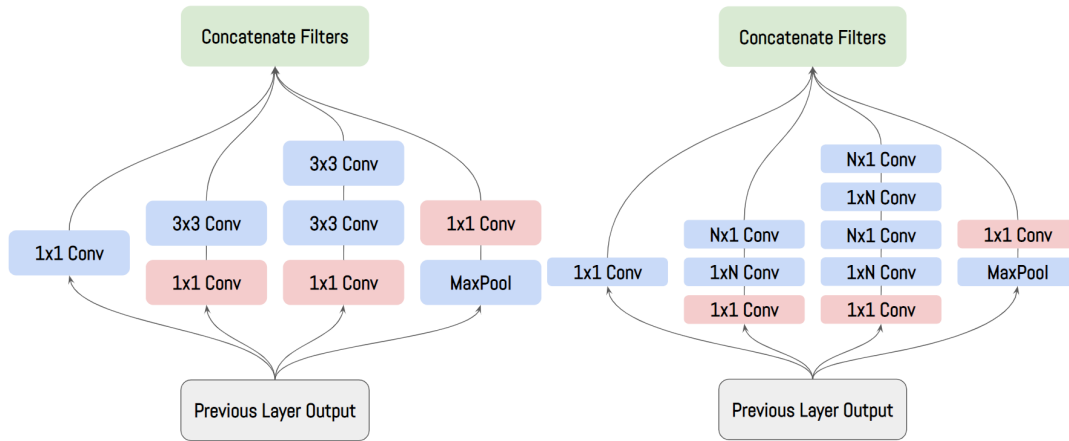 Concatenate Filters
3x3 Conv
3x3 Conv
3x3 Conv
1x1 Conv
1x1 Conv
1x1 Conv
1x1 Conv
MaxPool
Previous Layer Output
Concatenate Filters
Nx1 Conv
1xN Conv
Nx1 Conv
Nx1 Conv
1x1 Conv
1x1 Conv
1xN Conv
1xN Conv
MaxPool
1x1 Conv
1x1 Conv
Previous Layer Output